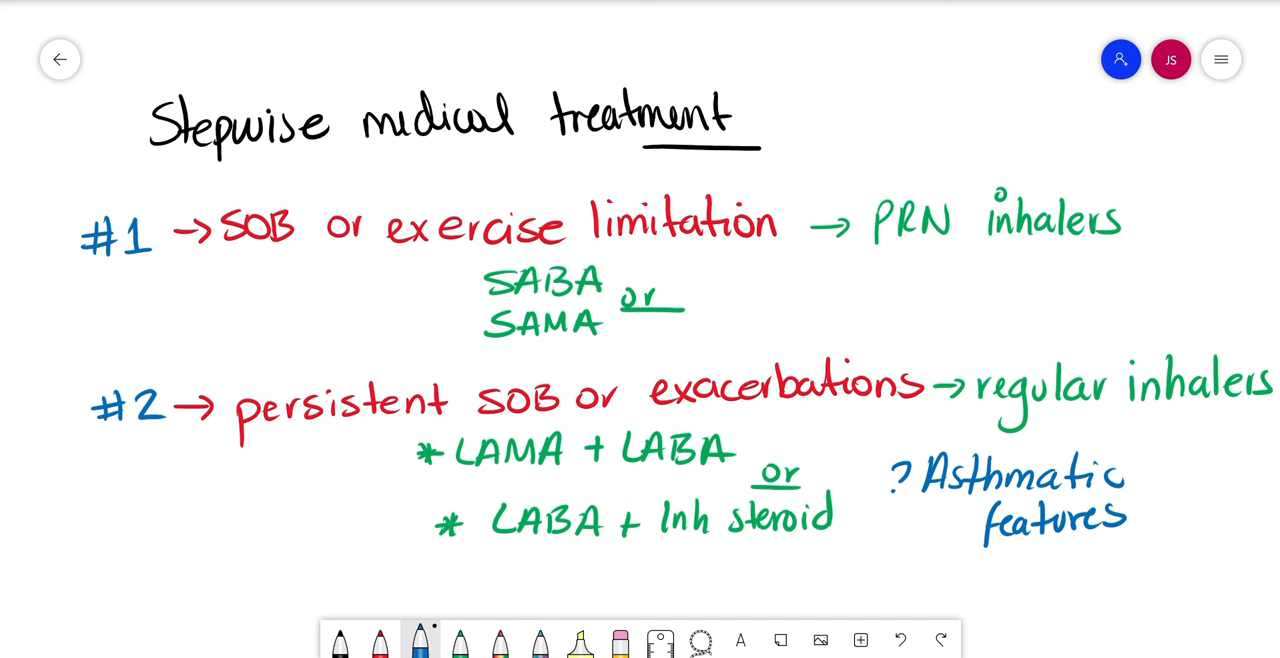 JS
Stepwise medical treatment
#1 → SOB or exercise limitation → PRN inhalers
SABA or
SAMA
#2 → persistent SOB or exacerbations → regular inhalers
* LAMA + LABA or
* LABA + Inh steroid
? Asthmatic
features
A